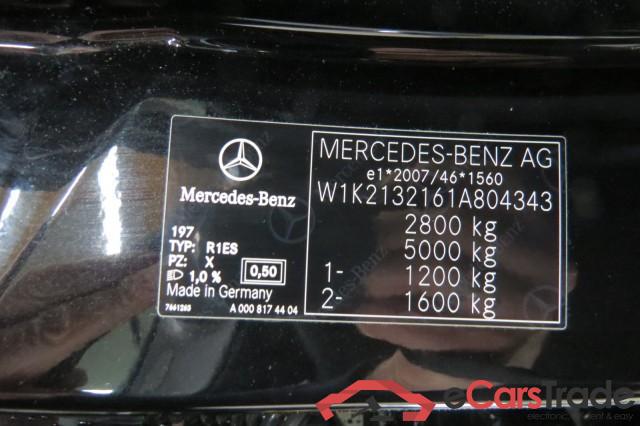 Mercedes-Benz
197
TYP: R1ES
PZ: X
1,0 % 0,50
Made in Germany
7661265 A 000 817 44 04
MERCEDES-BENZ AG
e1*2007/46*1560
W1K2132161A804343
2800 kg
5000 kg
1- 1200 kg
2- 1600 kg
eCarsTrade